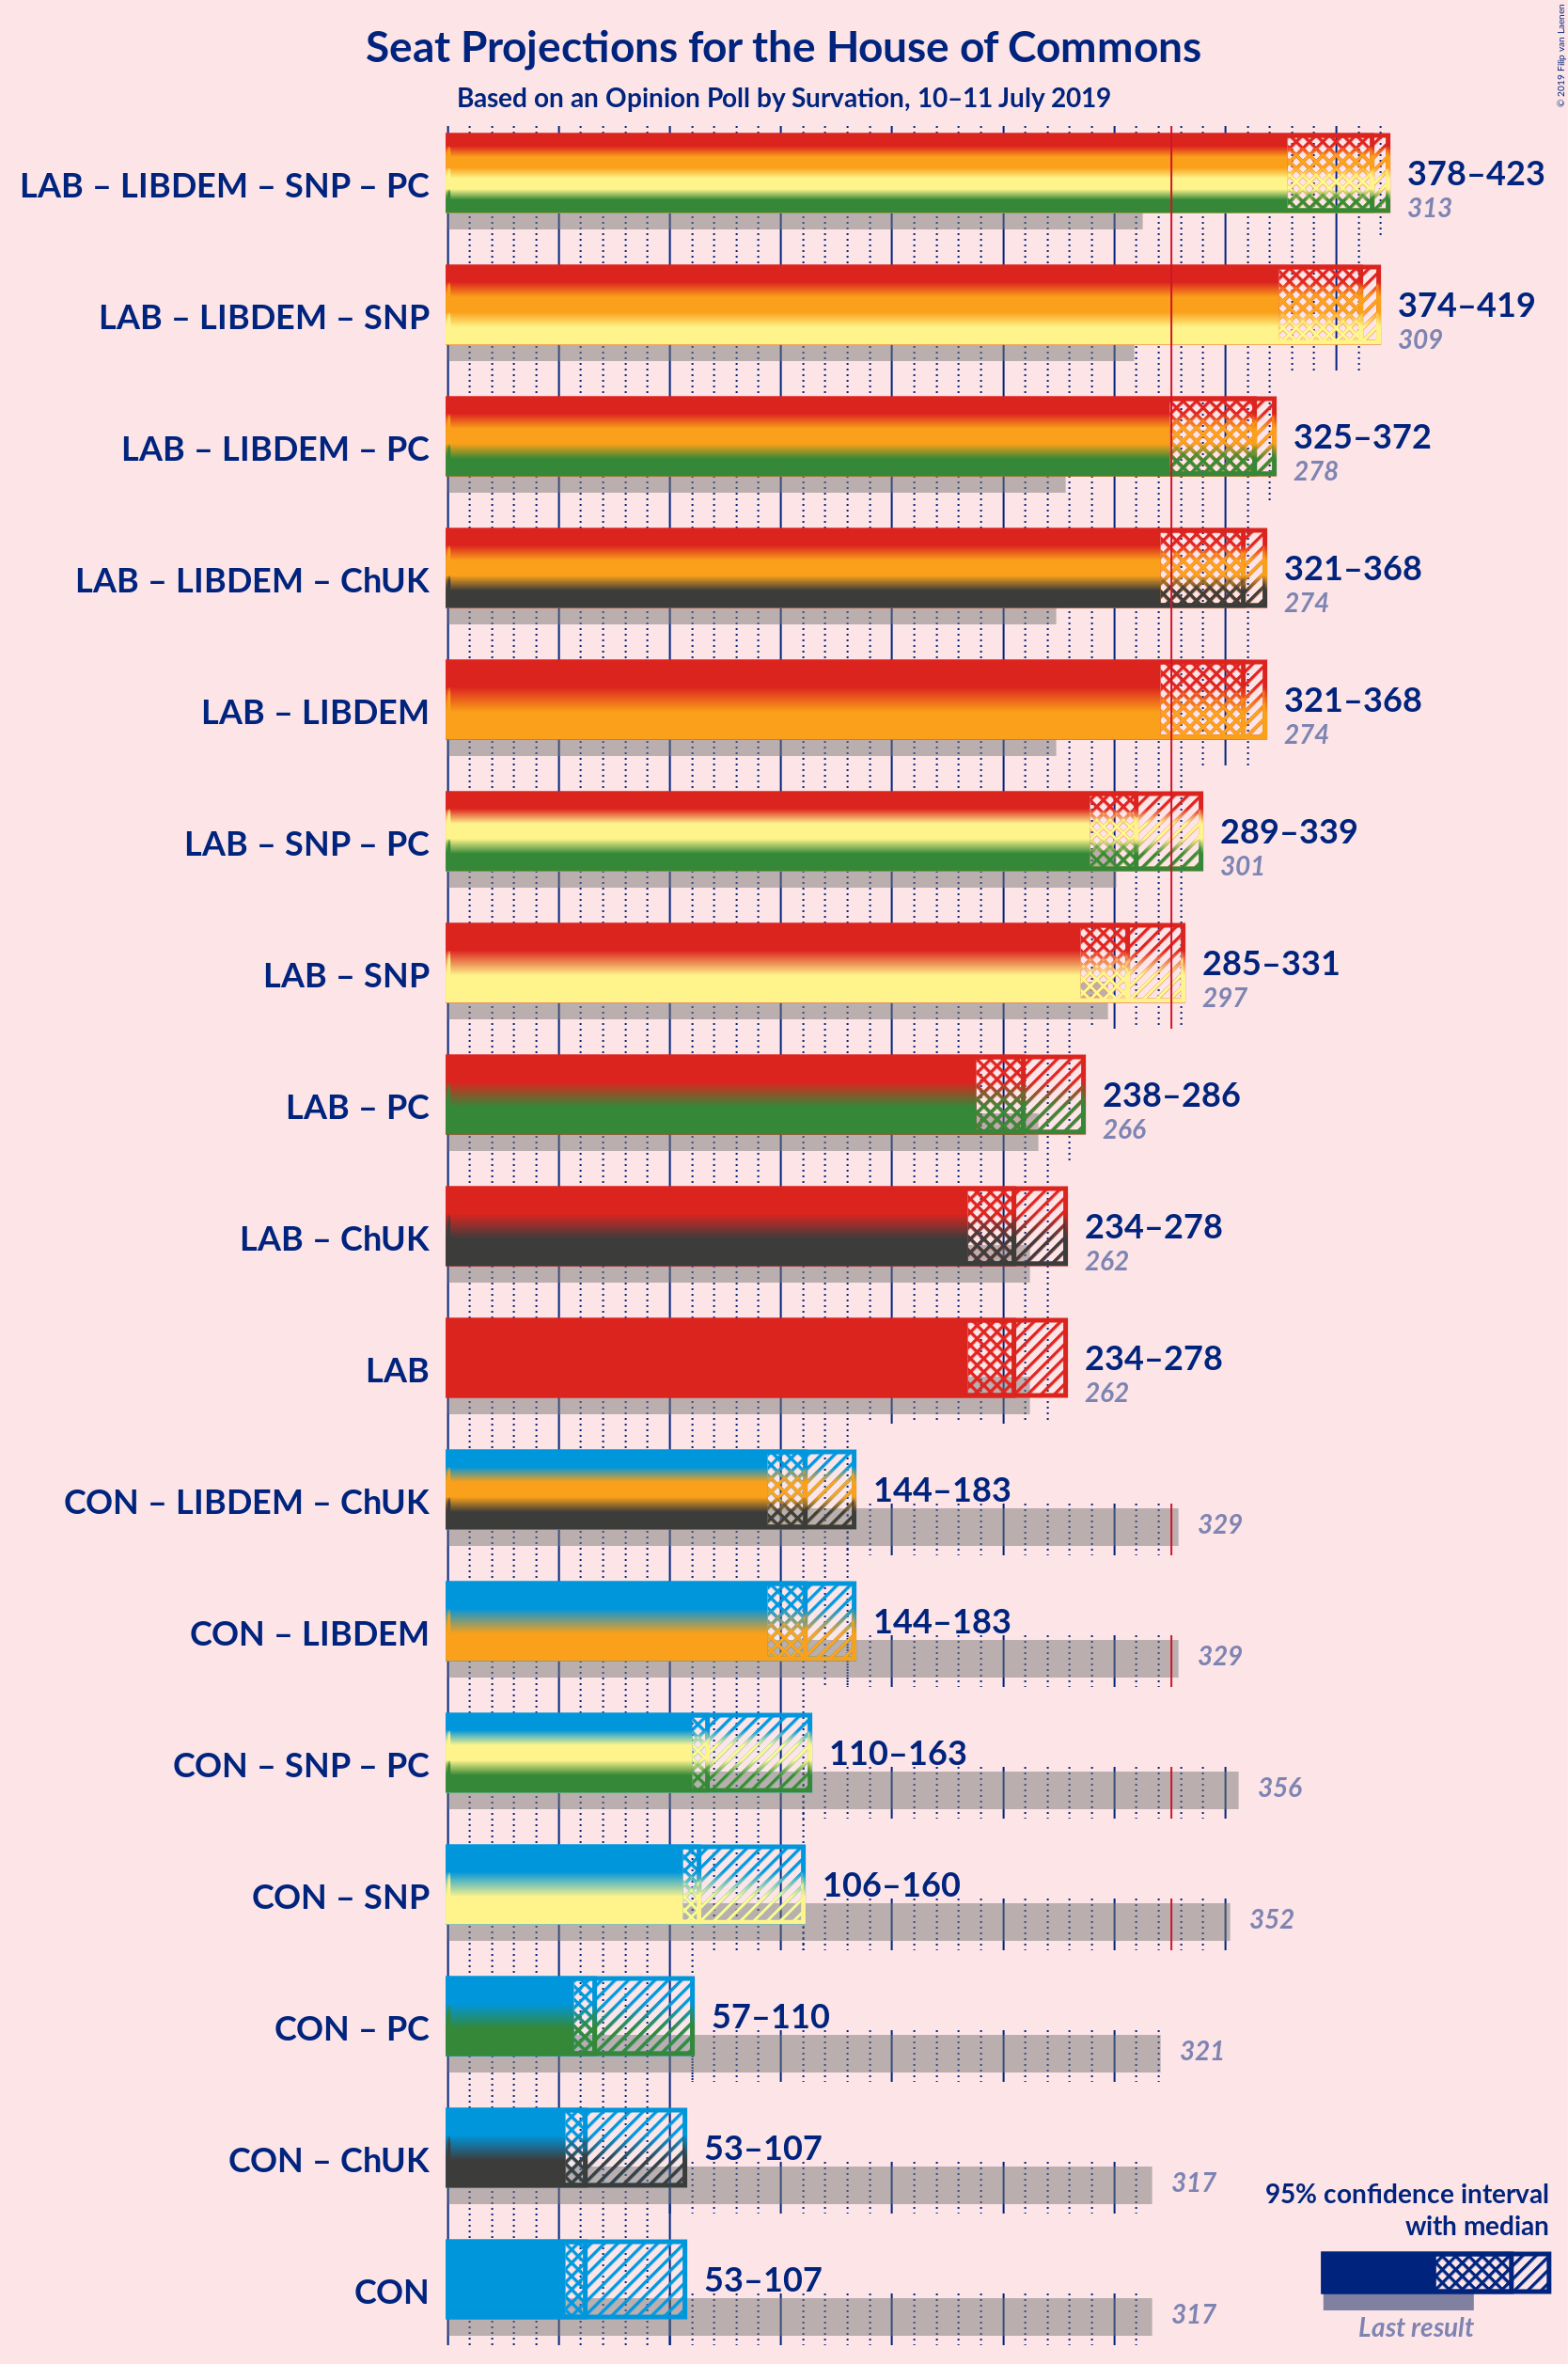 © 2019 Filip van Laenen
Seat Projections for the House of Commons
Based on an Opinion Poll by Survation, 10–11 July 2019
LAB – LIBDEM – SNP – PC
378–423
313
LAB – LIBDEM – SNP
374–419
309
LAB – LIBDEM – PC
325–372
278
LAB – LIBDEM – ChUK
321–368
274
LAB – LIBDEM
321–368
274
LAB – SNP – PC
289–339
301
LAB – SNP
285–331
297
LAB – PC
238–286
266
LAB – ChUK
234–278
262
LAB
234–278
262
CON – LIBDEM – ChUK
144–183
329
CON – LIBDEM
144–183
329
CON – SNP – PC
110–163
356
CON – SNP
106–160
352
CON – PC
57–110
321
CON – ChUK
53–107
317
CON
53–107
317
95% confidence interval
with median
Last result